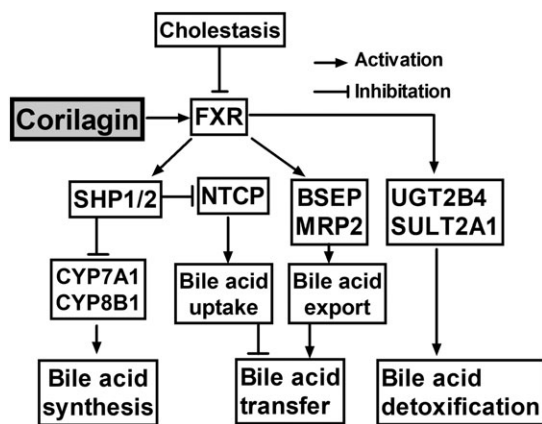 Cholestasis
Activation
Inhibitation
Corilagin
FXR
SHP1/2
NTCP
BSEP
MRP2
UGT2B4
SULT2A1
CYP7A1
CYP8B1
Bile acid
uptake
Bile acid
export
Bile acid
synthesis
Bile acid
transfer
Bile acid
detoxification